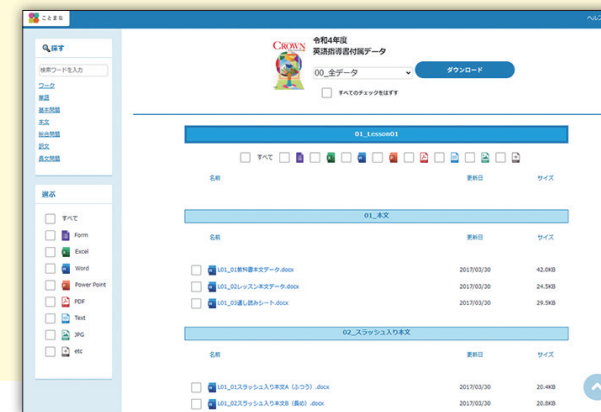 ことまな
ヘルプ
探す
検索ワードを入力
ワーク
単語
基本問題
本文
総合問題
訳文
長文問題
選ぶ
すべて
Form
Excel
Word
Power Point
PDF
Text
JPG
etc
CROWN
令和4年度
英語指導書付属データ
00_全データ
ダウンロード
すべてのチェックをはずす
01_Lesson01
すべて
名前 更新日 サイズ
01_本文
名前 更新日 サイズ
L01_01教科書本文データ.docx 2017/03/30 42.0KB
L01_02レッスン本文データ.docx 2017/03/30 24.5KB
L01_03通し読みシート.docx 2017/03/30 29.5KB
02_スラッシュ入り本文
名前 更新日 サイズ
L01_01スラッシュ入り本文A（ふつう）.docx 2017/03/30 20.4KB
L01_02スラッシュ入り本文B（長め）.docx 2017/03/30 20.8KB